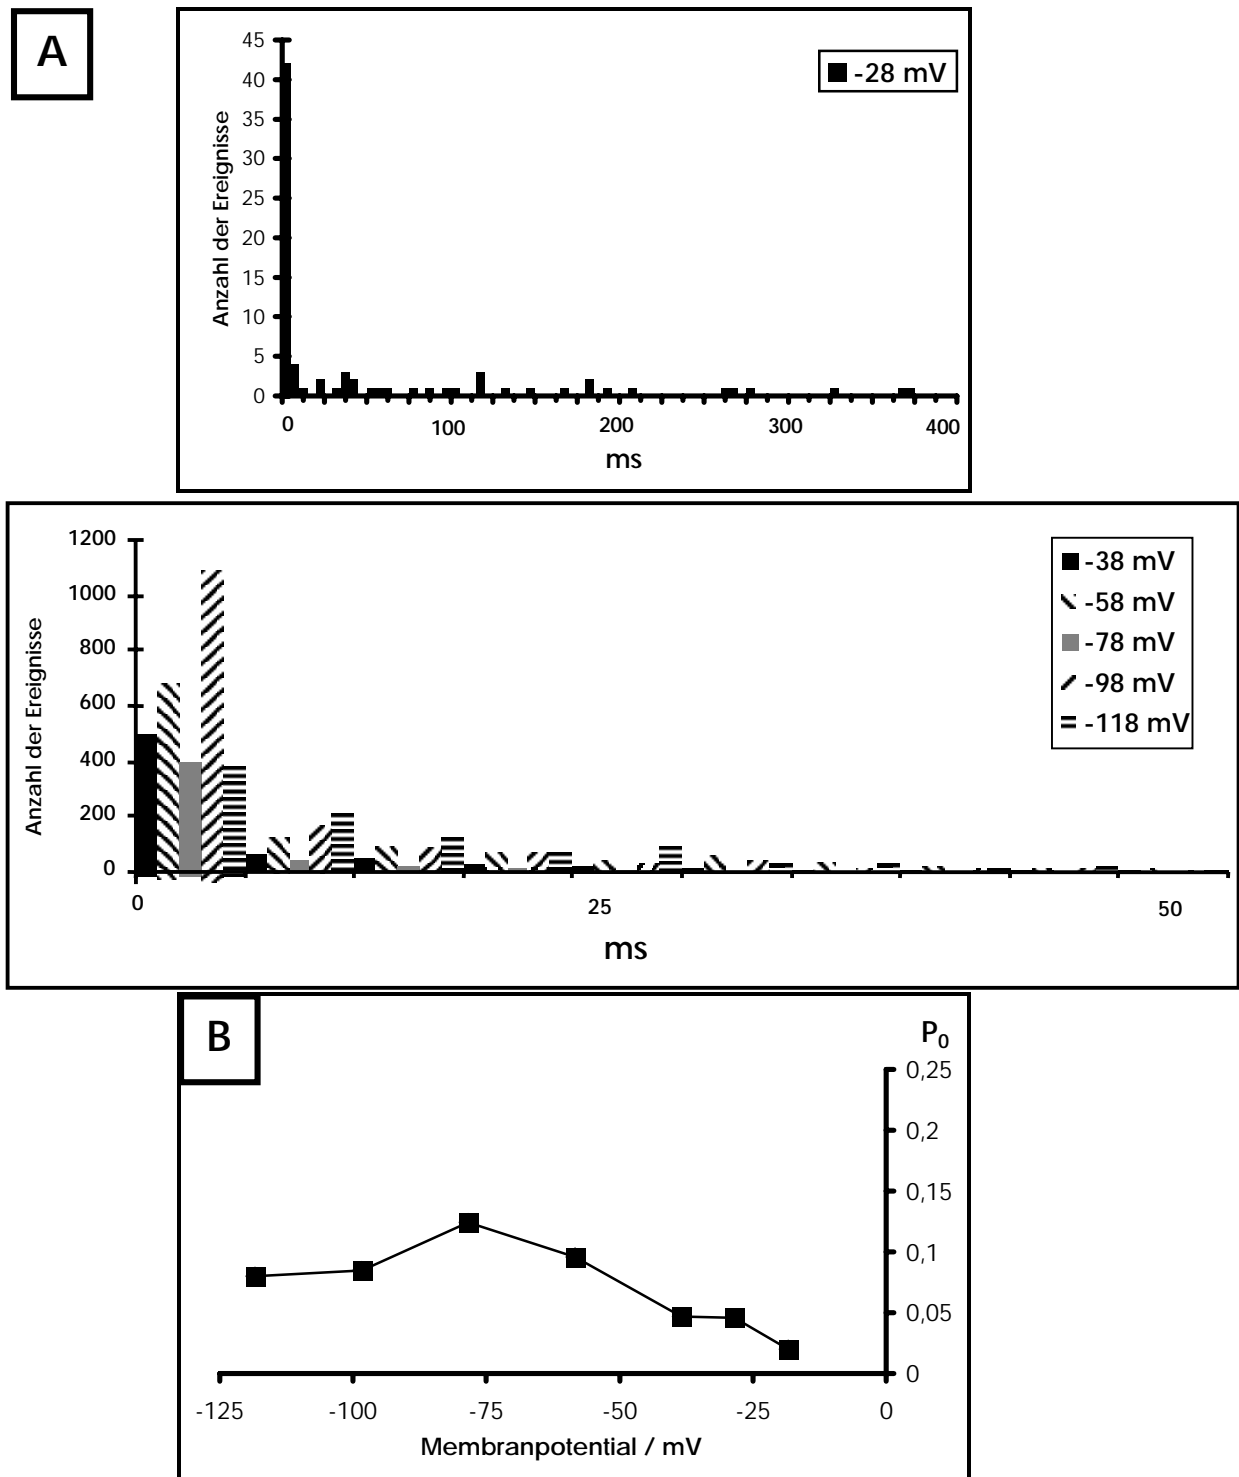 A
45
40
35
30
25
20
15
10
5
0
Anzahl der Ereignisse
-28 mV
0 100 200 300 400
ms
1200
1000
800
600
400
200
0
Anzahl der Ereignisse
-38 mV
-58 mV
-78 mV
-98 mV
-118 mV
0 25 50
ms
B
P0
0,25
0,2
0,15
0,1
0,05
0
-125 -100 -75 -50 -25 0
Membranpotential / mV